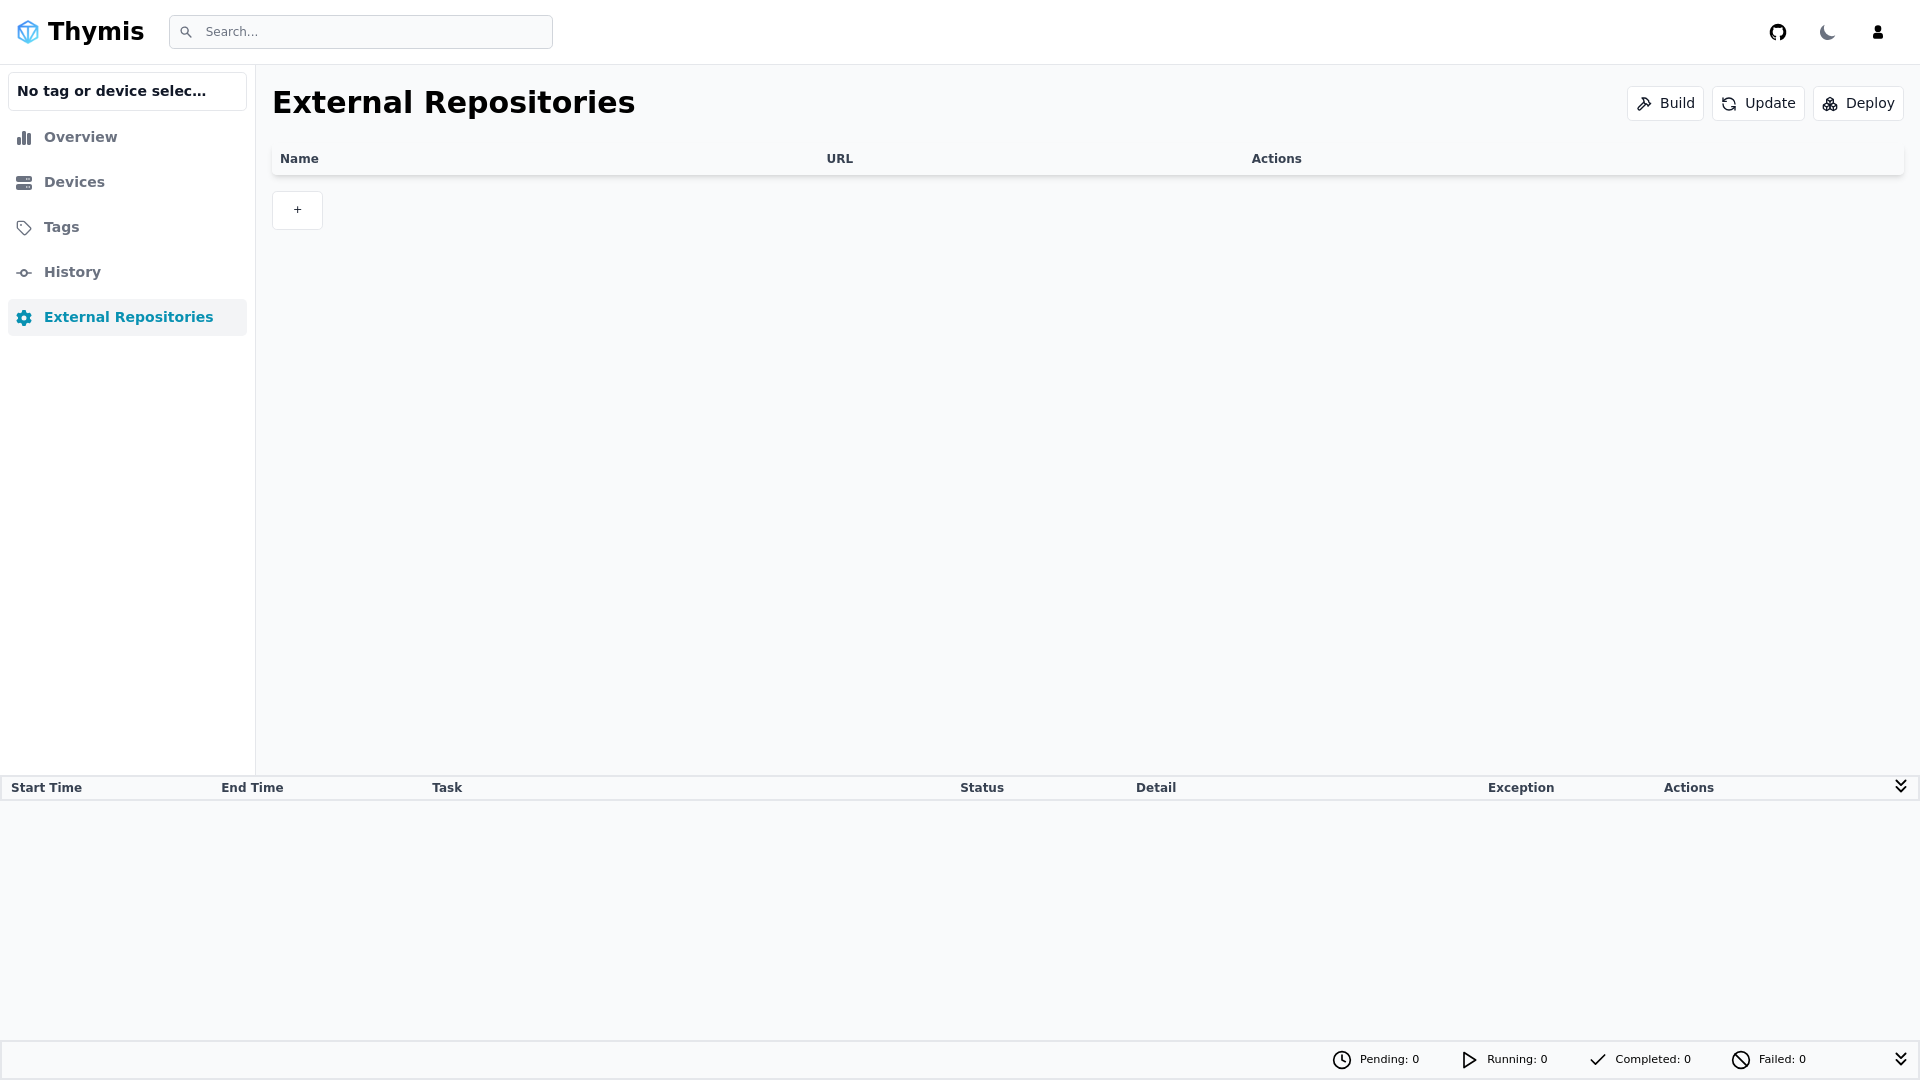 Thymis
Search...
No tag or device selec...
Overview
Devices
Tags
History
External Repositories
External Repositories
Build
Update
Deploy
Name URL Actions
+
Start Time End Time Task Status Detail Exception Actions
Pending: 0 Running: 0 Completed: 0 Failed: 0